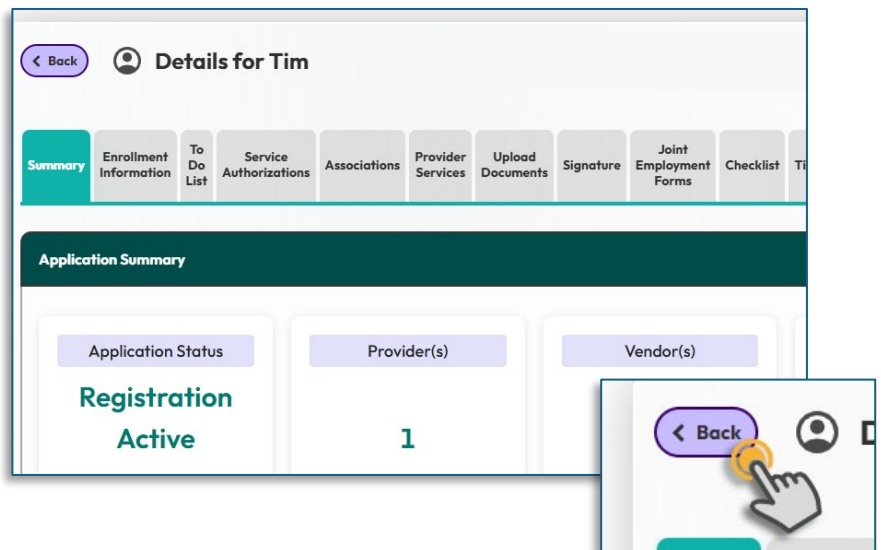 Back
Details for Tim
Summary
Enrollment
Information
To
Do
List
Service
Authorizations
Associations
Provider
Services
Upload
Documents
Signature
Joint
Employment
Forms
Checklist
Ti
Application Summary
Application Status
Registration
Active
Provider(s)
1
Vendor(s)
Back